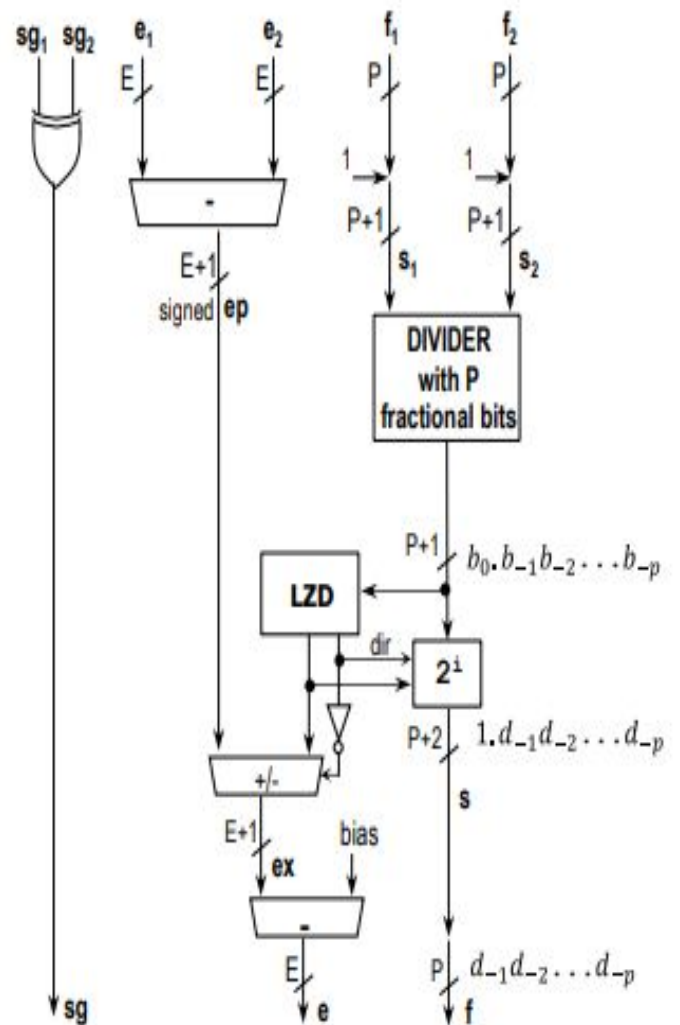 sg₁ sg₂ e₁ e₂ f₁ f₂
E E P P
1 1
-
P+1 P+1
E+1 s₁ s₂
signed ep
DIVIDER
with P
fractional bits
P+1 b₀.b₋₁b₋₂...b₋ₚ
LZD
dir
2ⁱ
P+2 1.d₋₁d₋₂...d₋ₚ
+/-
s
E+1 bias
ex
-
E P d₋₁d₋₂...d₋ₚ
sg e f